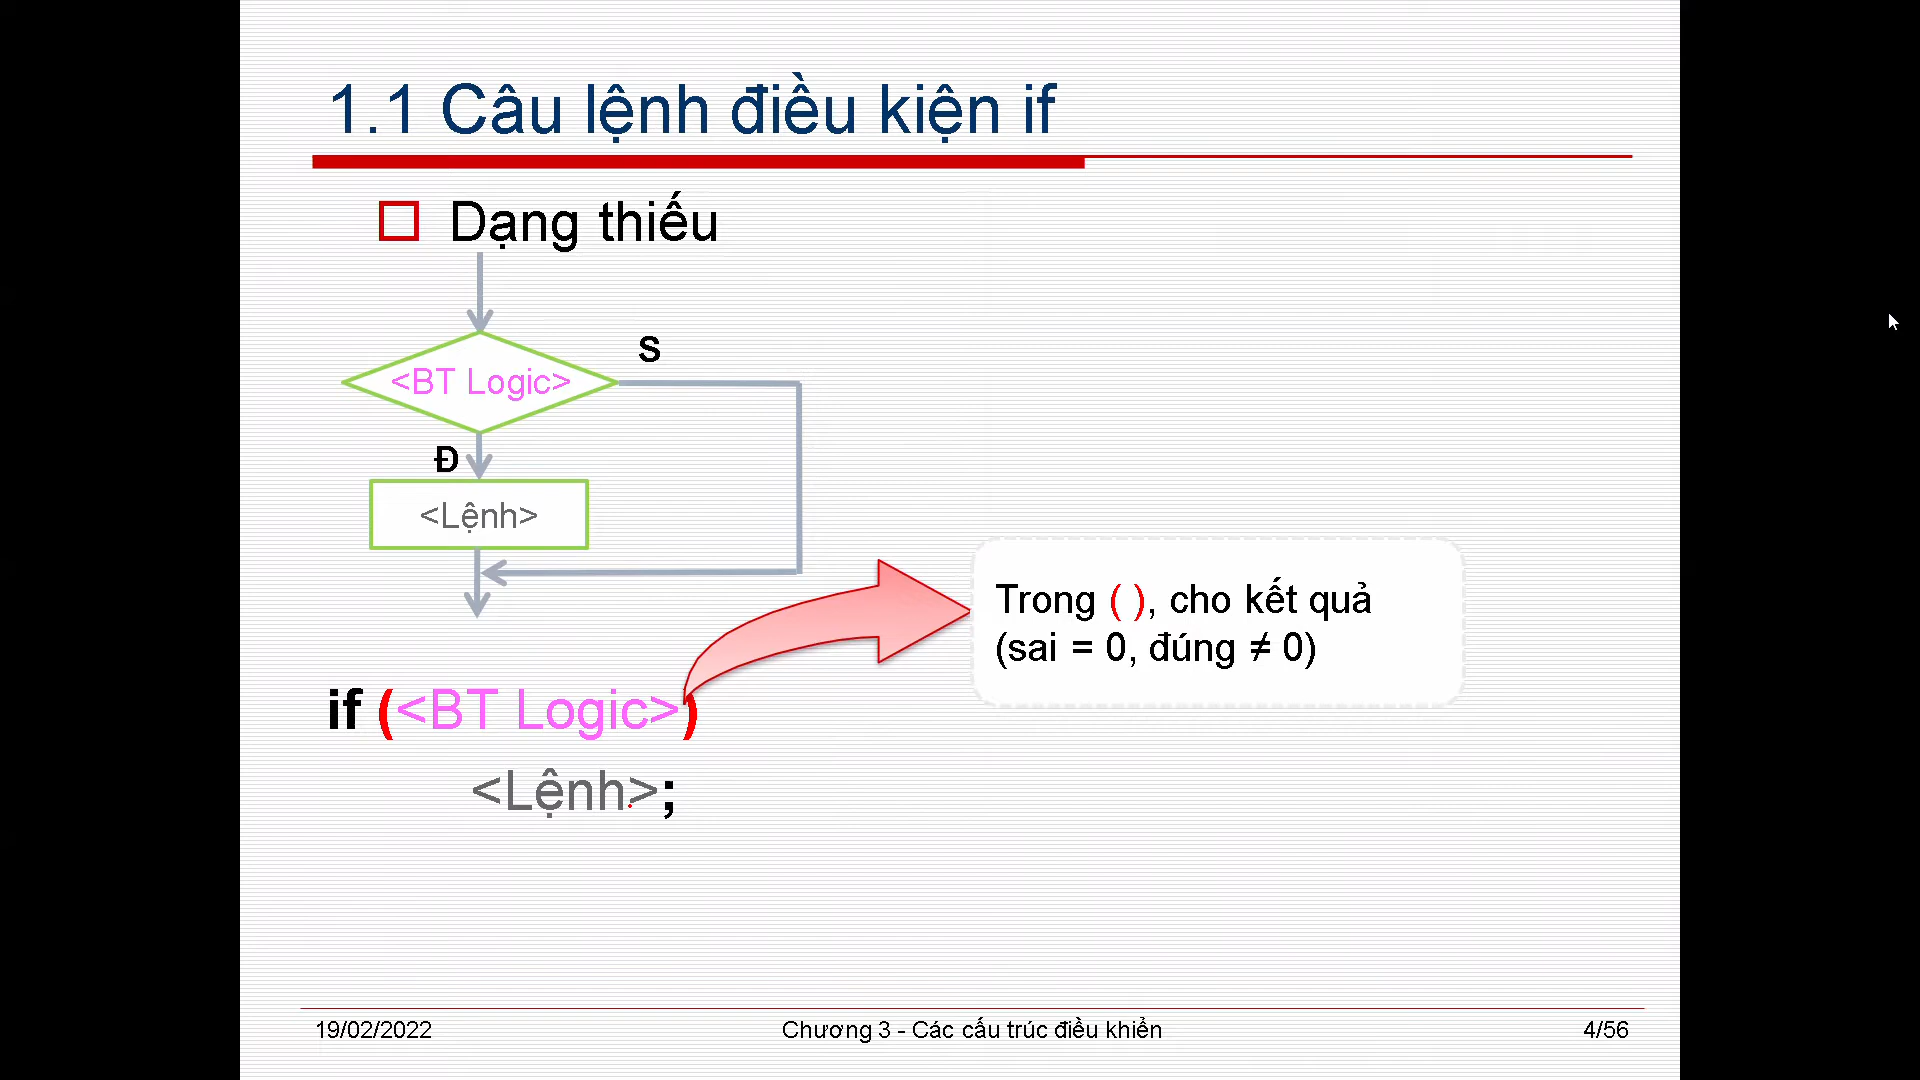 1.1 Câu lệnh điều kiện if
Dạng thiếu
S
<BT Logic>
Đ
<Lệnh>
Trong ( ), cho kết quả
(sai = 0, đúng ≠ 0)
if (<BT Logic>)
<Lệnh>;
19/02/2022
Chương 3 - Các cấu trúc điều khiển
4/56